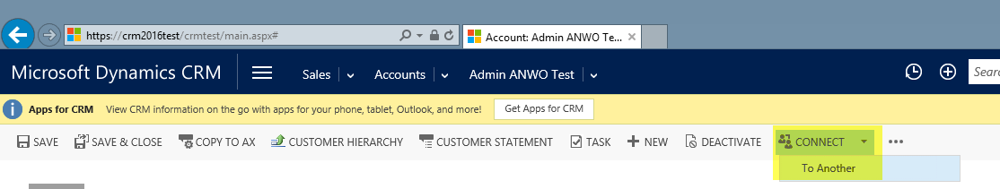 https://crm2016test/crmtest/main.aspx#
Account: Admin ANWO Te...
Microsoft Dynamics CRM
Sales
Accounts
Admin ANWO Test
Sear
Apps for CRM View CRM information on the go with apps for your phone, tablet, Outlook, and more! Get Apps for CRM
SAVE SAVE & CLOSE COPY TO AX CUSTOMER HIERARCHY CUSTOMER STATEMENT TASK NEW DEACTIVATE CONNECT ...
To Another